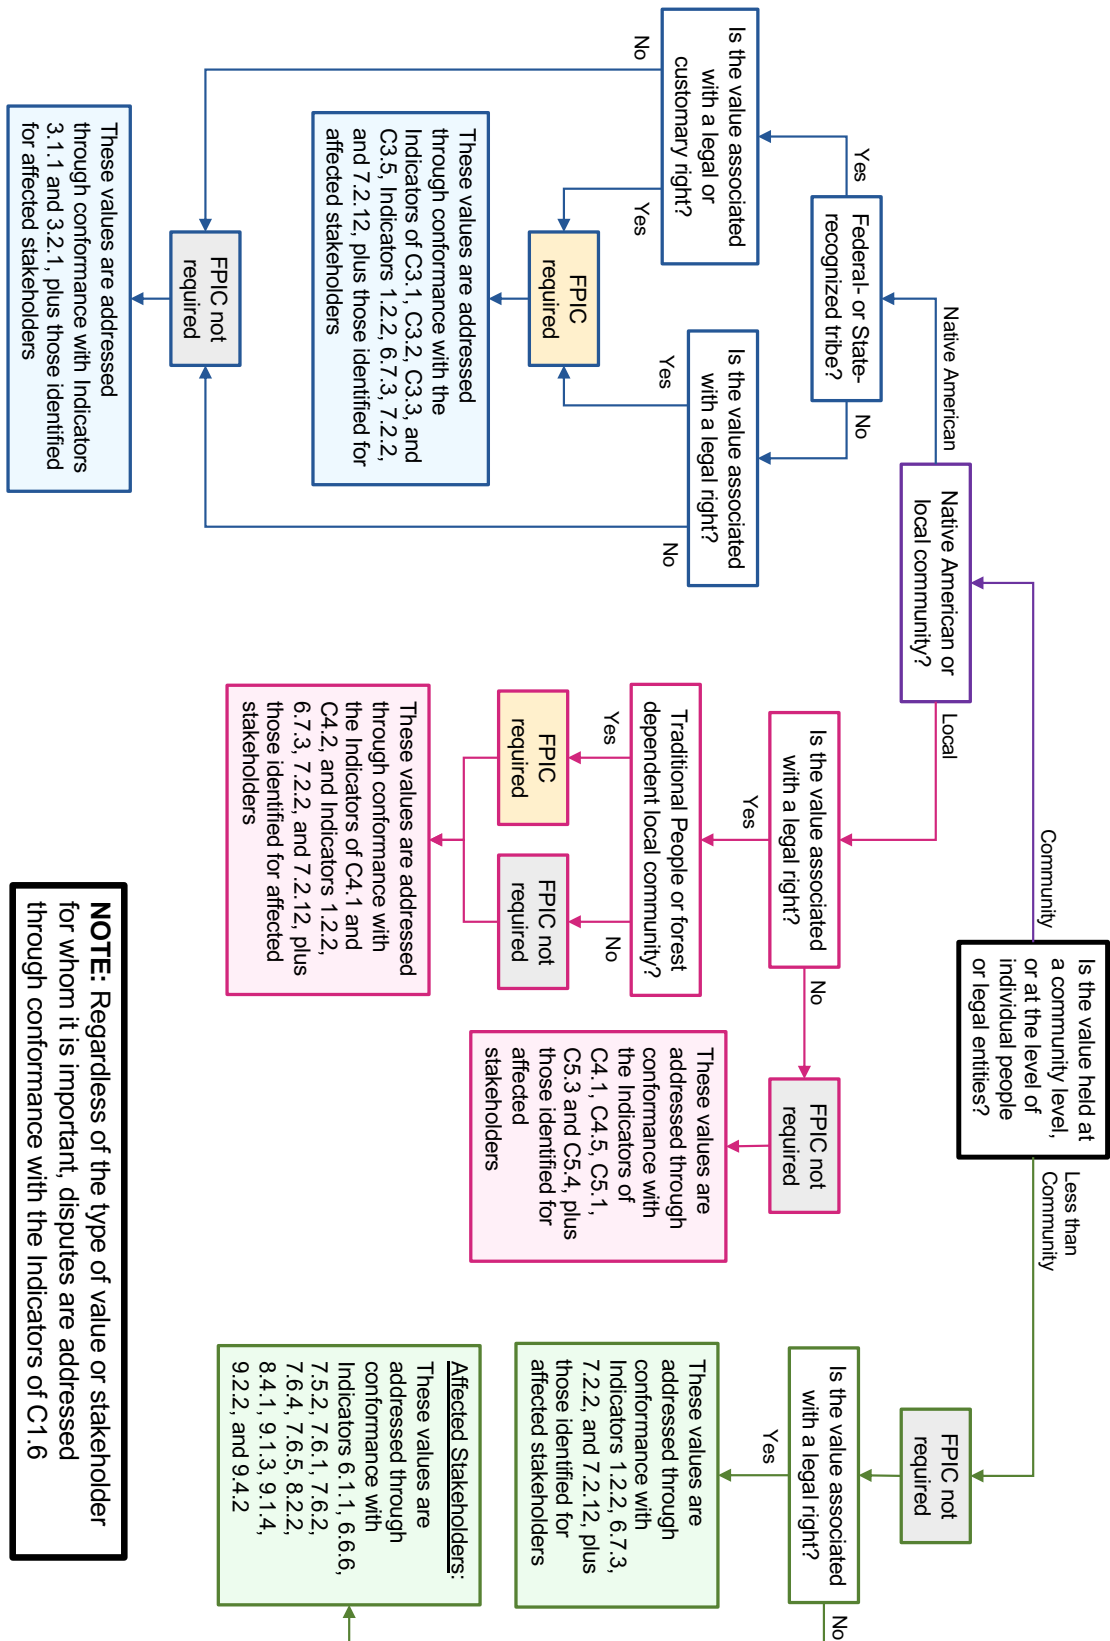 Is the value held at
a community level,
or at the level of
individual people
or legal entities?
Community
Less than
Community
Native American or
local community?
Native American
Local
Federal- or State-
recognized tribe?
Yes
No
Is the value associated
with a legal or
customary right?
No
Yes
Is the value associated
with a legal right?
Yes
No
FPIC
required
These values are addressed
through conformance with the
Indicators of C3.1, C3.2, C3.3, and
C3.5, Indicators 1.2.2, 6.7.3, 7.2.2,
and 7.2.12, plus those identified for
affected stakeholders
FPIC not
required
These values are addressed
through conformance with Indicators
3.1.1 and 3.2.1, plus those identified
for affected stakeholders
Is the value associated
with a legal right?
Yes
No
Traditional People or forest
dependent local community?
Yes
No
FPIC
required
FPIC not
required
These values are addressed
through conformance with
the Indicators of C4.1 and
C4.2, and Indicators 1.2.2,
6.7.3, 7.2.2, and 7.2.12, plus
those identified for affected
stakeholders
FPIC not
required
These values are
addressed through
conformance with
the Indicators of
C4.1, C4.5, C5.1,
C5.3 and C5.4, plus
those identified for
affected
stakeholders
FPIC not
required
Is the value associated
with a legal right?
Yes
No
These values are
addressed through
conformance with
Indicators 1.2.2, 6.7.3,
7.2.2, and 7.2.12, plus
those identified for
affected stakeholders
Affected Stakeholders:
These values are
addressed through
conformance with
Indicators 6.1.1, 6.6.6,
7.5.2, 7.6.1, 7.6.2,
7.6.4, 7.6.5, 8.2.2,
8.4.1, 9.1.3, 9.1.4,
9.2.2, and 9.4.2
NOTE: Regardless of the type of value or stakeholder
for whom it is important, disputes are addressed
through conformance with the Indicators of C1.6